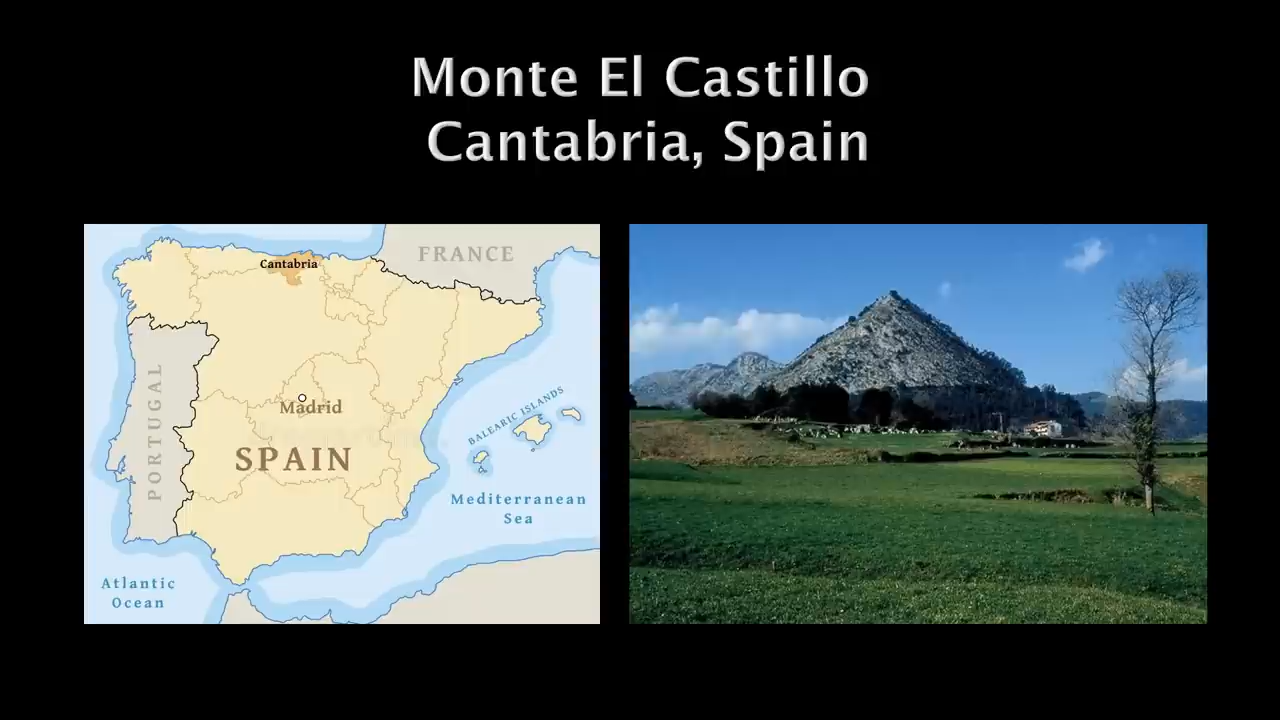 Monte El Castillo
Cantabria, Spain
FRANCE
Cantabria
PORTUGAL
Madrid
BALEARIC ISLANDS
SPAIN
Mediterranean
Sea
Atlantic
Ocean